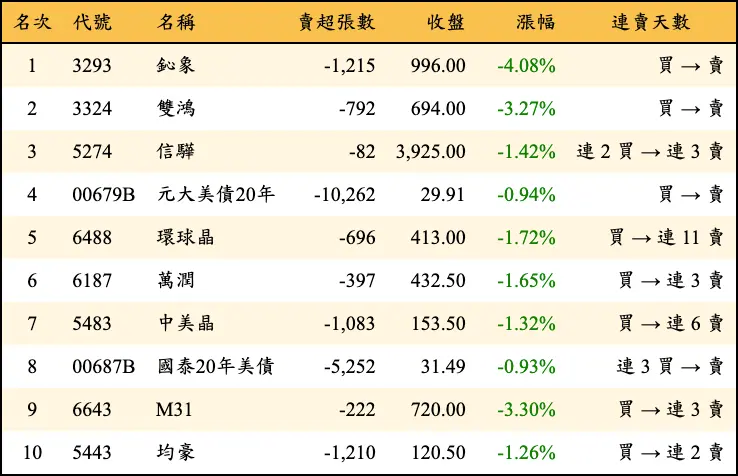 名次 代號 名稱 賣超張數 收盤 漲幅 連賣天數
1 3293 鈊象 -1,215 996.00 -4.08% 買 → 賣
2 3324 雙鴻 -792 694.00 -3.27% 買 → 賣
3 5274 信驊 -82 3,925.00 -1.42% 連 2 買 → 連 3 賣
4 00679B 元大美債20年 -10,262 29.91 -0.94% 買 → 賣
5 6488 環球晶 -696 413.00 -1.72% 買 → 連 11 賣
6 6187 萬潤 -397 432.50 -1.65% 買 → 連 3 賣
7 5483 中美晶 -1,083 153.50 -1.32% 買 → 連 6 賣
8 00687B 國泰20年美債 -5,252 31.49 -0.93% 連 3 買 → 賣
9 6643 M31 -222 720.00 -3.30% 買 → 連 3 賣
10 5443 均豪 -1,210 120.50 -1.26% 買 → 連 2 賣